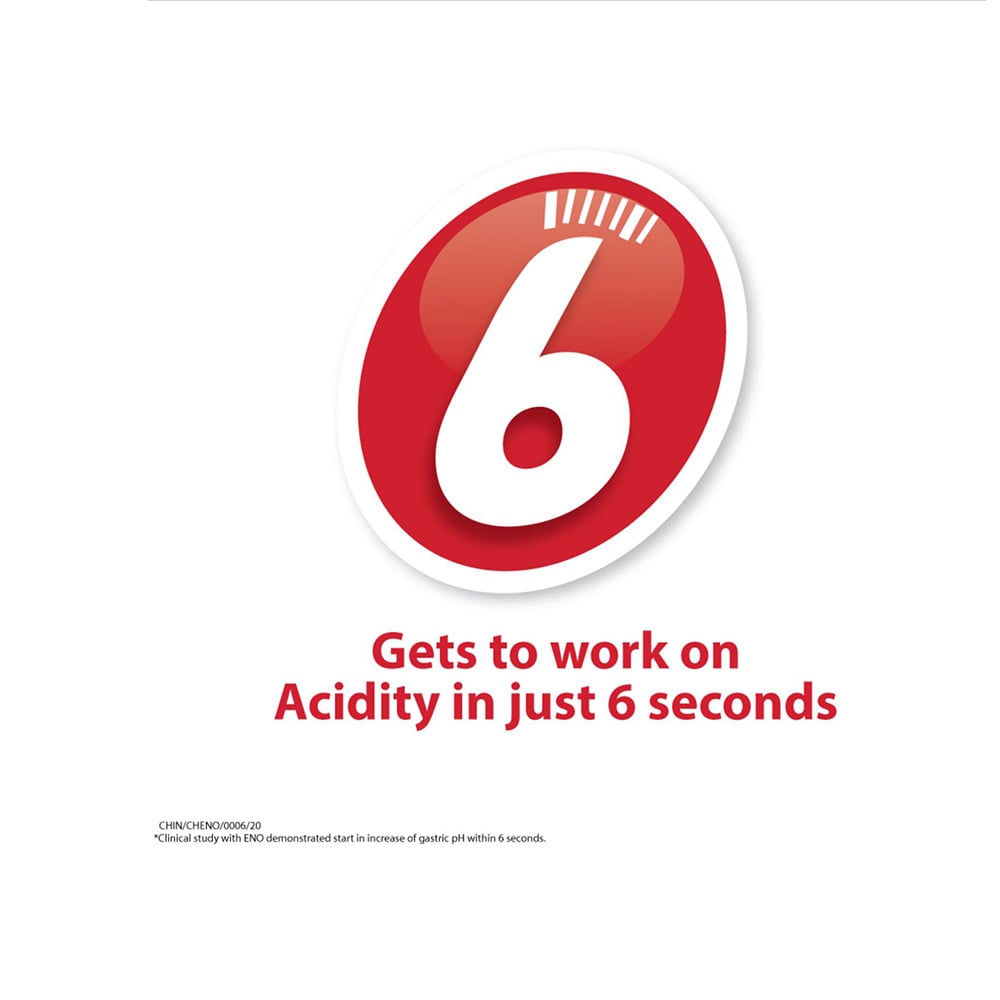 6
Gets to work on
Acidity in just 6 seconds
CHIN/CHENO/0006/20
*Clinical study with ENO demonstrated start in increase of gastric pH within 6 seconds.